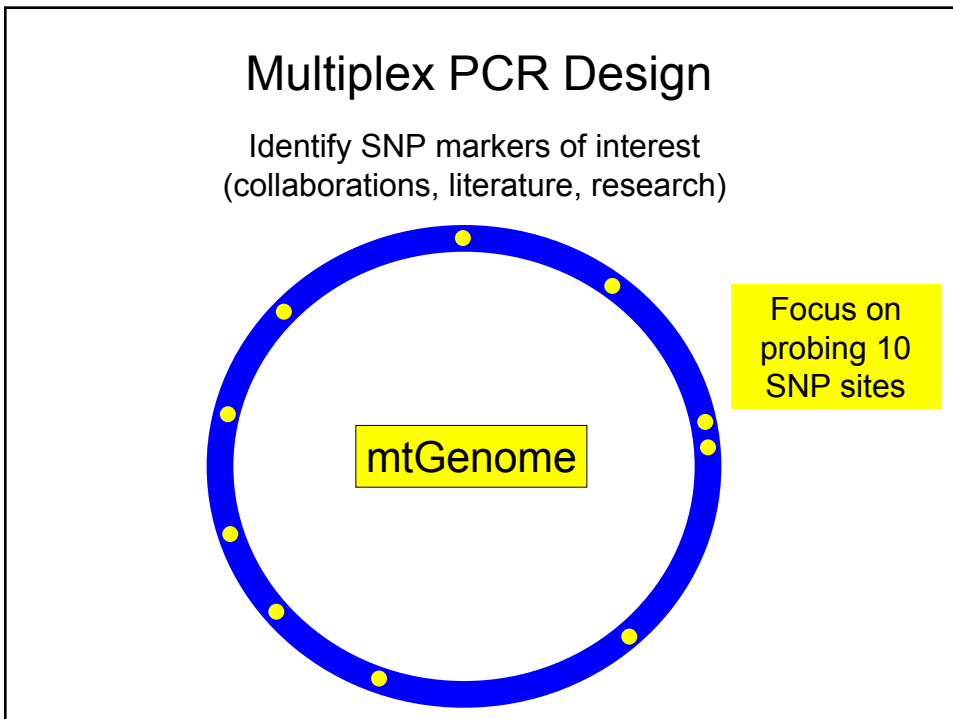 Multiplex PCR Design
Identify SNP markers of interest
(collaborations, literature, research)
Focus on
probing 10
SNP sites
mtGenome